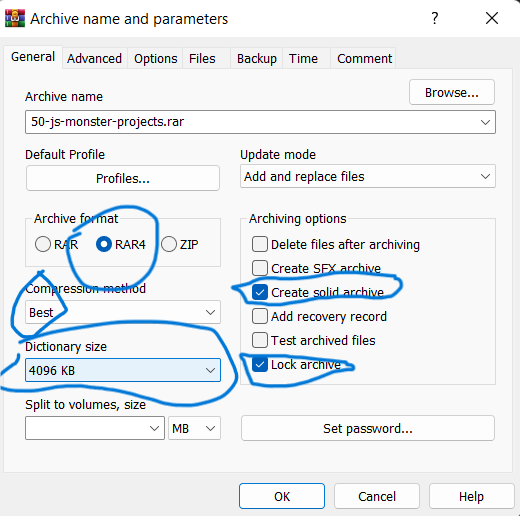 Archive name and parameters
? 
General Advanced Options Files Backup Time Comment
Archive name
Browse...
50-js-monster-projects.rar
Default Profile
Update mode
Profiles...
Add and replace files
Archive format
RAR RAR4 ZIP
Compression method
Best
Dictionary size
4096 KB
Split to volumes, size
MB
Archiving options
Delete files after archiving
Create SFX archive
Create solid archive
Add recovery record
Test archived files
Lock archive
Set password...
OK Cancel Help